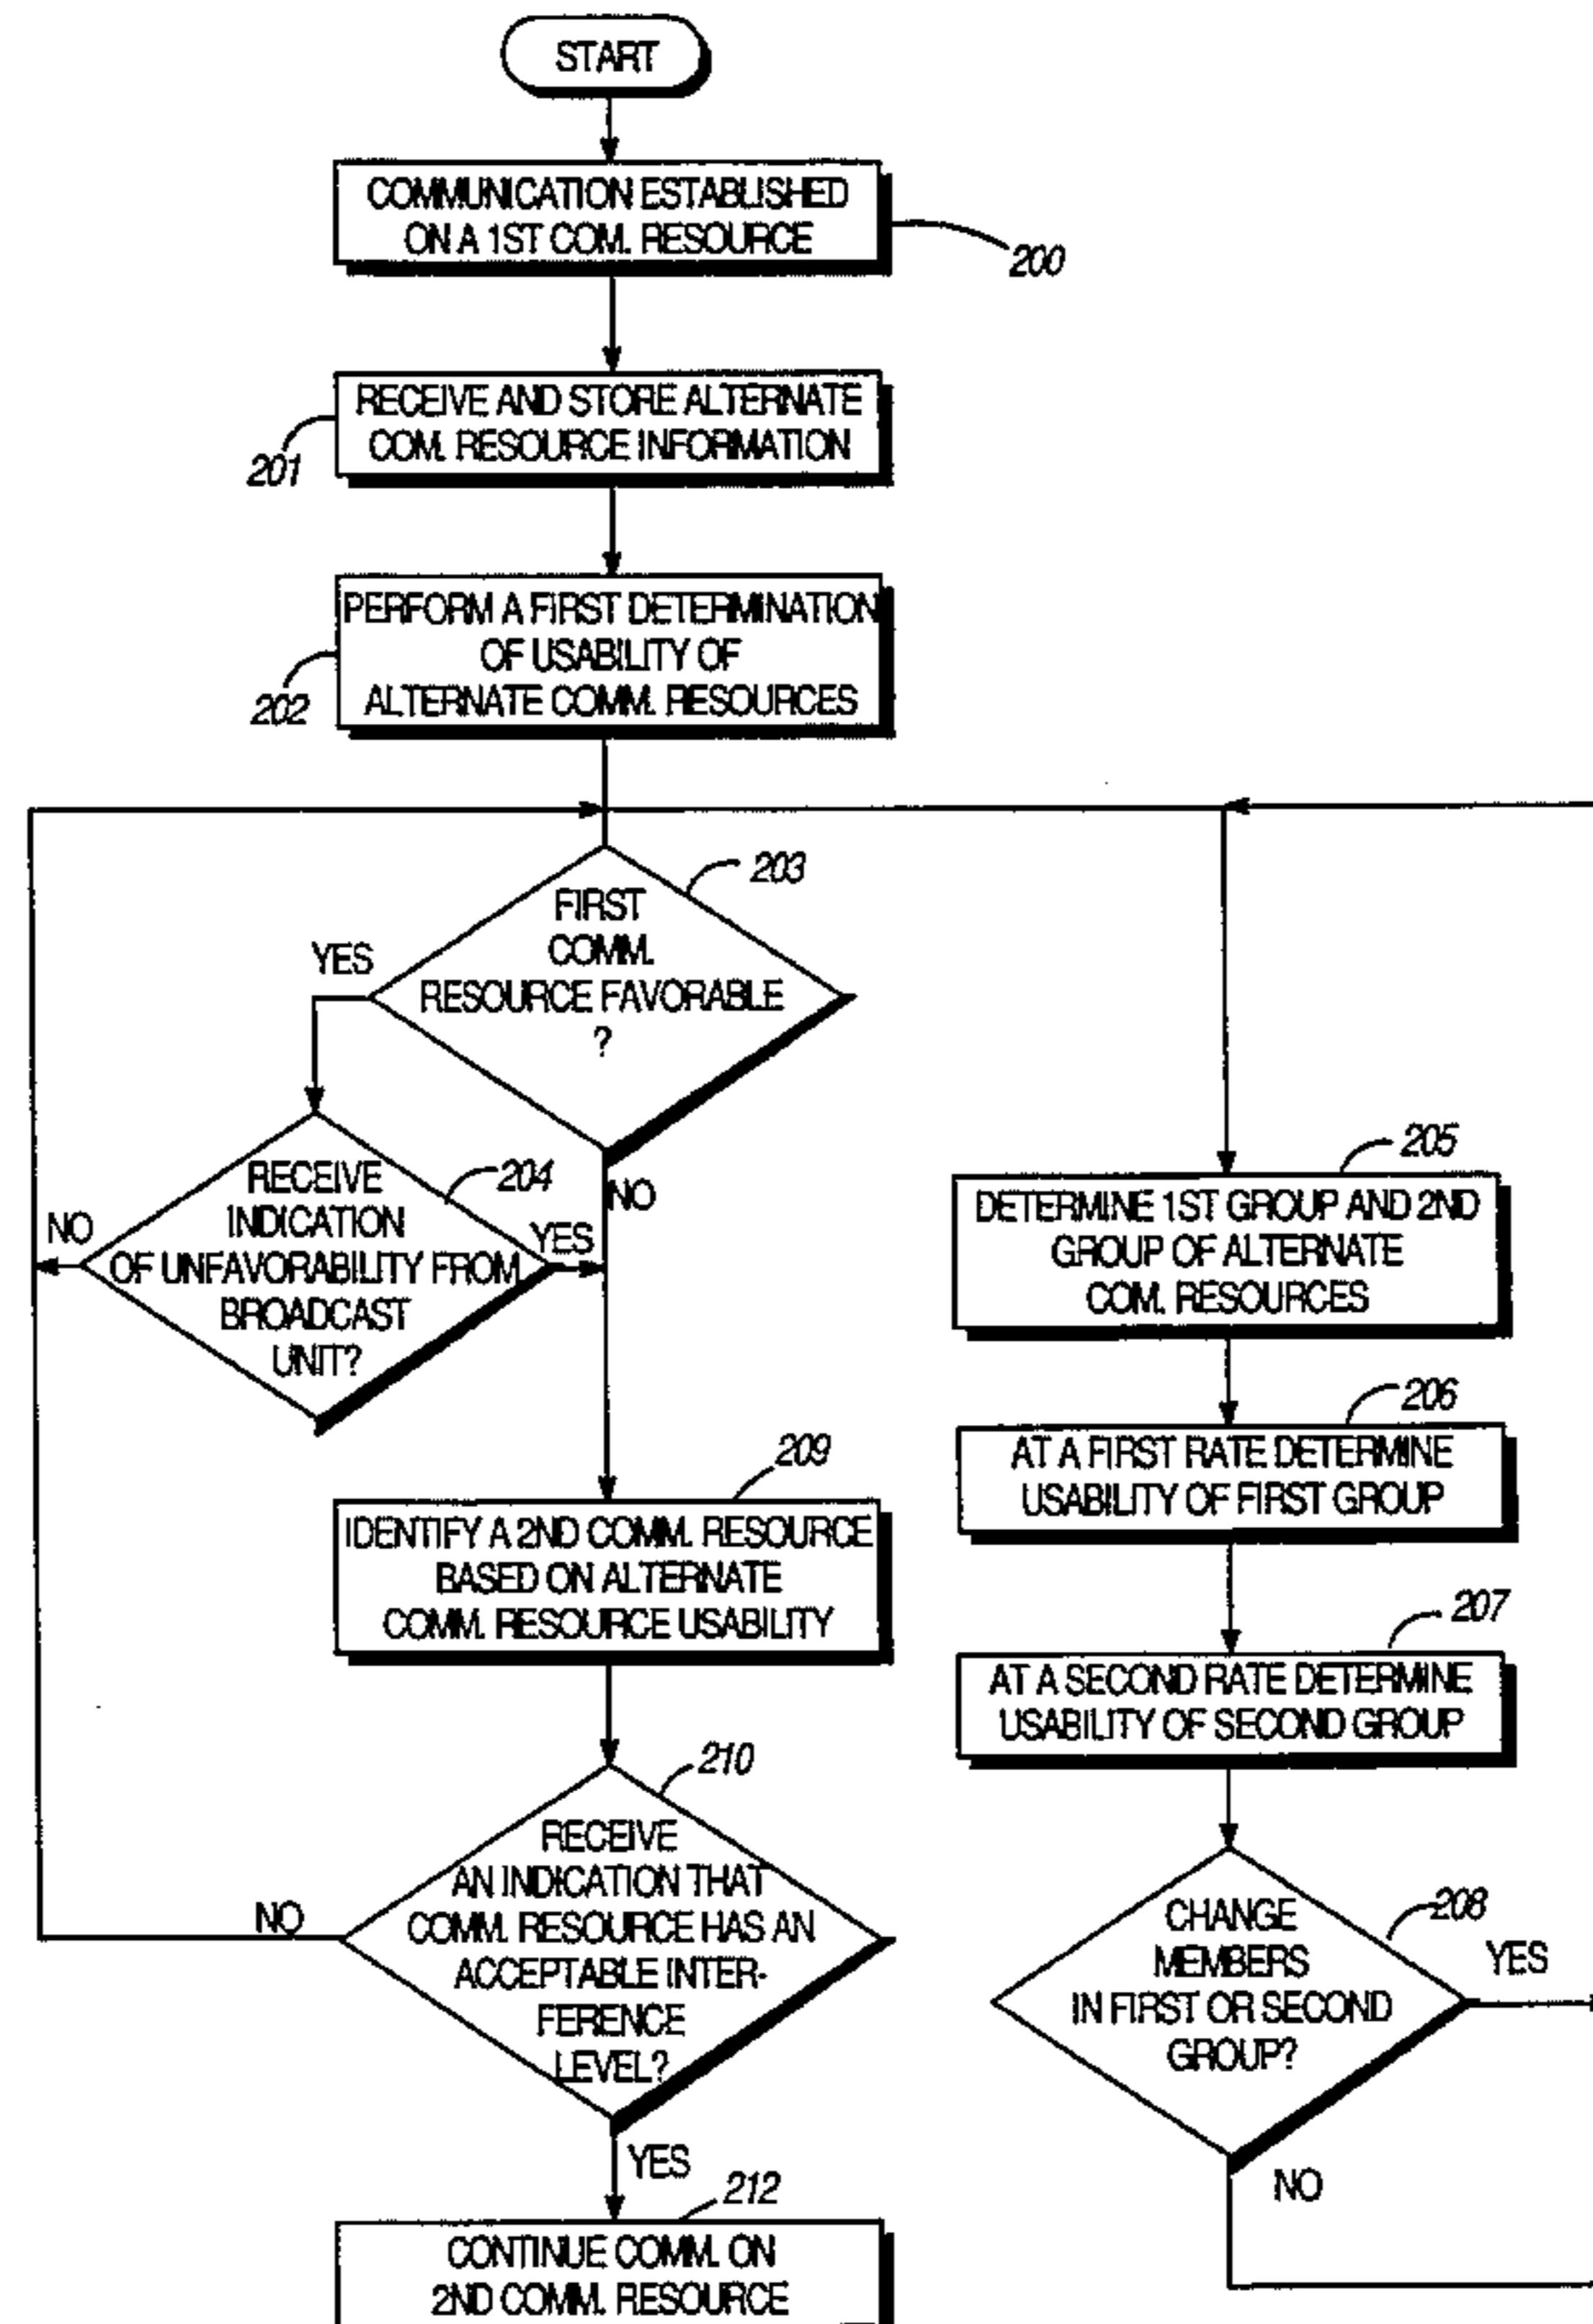 START
COMMUNICATION ESTABLISHED
ON A 1ST COM. RESOURCE
200
RECEIVE AND STORE ALTERNATE
COM. RESOURCE INFORMATION
201
PERFORM A FIRST DETERMINATION
OF USABILITY OF
ALTERNATE COMM. RESOURCES
202
203
FIRST
COMM.
RESOURCE FAVORABLE
?
YES
NO
204
RECEIVE
INDICATION
OF UNFAVORABILITY FROM
BROADCAST
UNIT?
NO
YES
205
DETERMINE 1ST GROUP AND 2ND
GROUP OF ALTERNATE
COM. RESOURCES
206
AT A FIRST RATE DETERMINE
USABILITY OF FIRST GROUP
209
IDENTIFY A 2ND COMM. RESOURCE
BASED ON ALTERNATE
COMM. RESOURCE USABILITY
207
AT A SECOND RATE DETERMINE
USABILITY OF SECOND GROUP
210
RECEIVE
AN INDICATION THAT
COMM. RESOURCE HAS AN
ACCEPTABLE INTER-
FERENCE
LEVEL?
NO
YES
208
CHANGE
MEMBERS
IN FIRST OR SECOND
GROUP?
YES
NO
212
CONTINUE COMM. ON
2ND COMM. RESOURCE